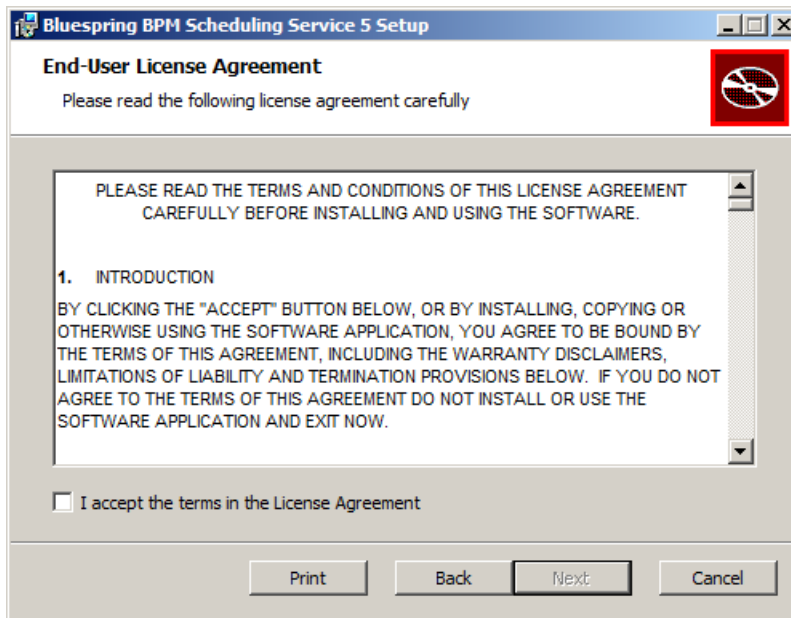 Bluespring BPM Scheduling Service 5 Setup
End-User License Agreement
Please read the following license agreement carefully
PLEASE READ THE TERMS AND CONDITIONS OF THIS LICENSE AGREEMENT
CAREFULLY BEFORE INSTALLING AND USING THE SOFTWARE.
1. INTRODUCTION
BY CLICKING THE "ACCEPT" BUTTON BELOW, OR BY INSTALLING, COPYING OR
OTHERWISE USING THE SOFTWARE APPLICATION, YOU AGREE TO BE BOUND BY
THE TERMS OF THIS AGREEMENT, INCLUDING THE WARRANTY DISCLAIMERS,
LIMITATIONS OF LIABILITY AND TERMINATION PROVISIONS BELOW.  IF YOU DO NOT
AGREE TO THE TERMS OF THIS AGREEMENT DO NOT INSTALL OR USE THE
SOFTWARE APPLICATION AND EXIT NOW.
I accept the terms in the License Agreement
Print Back Next Cancel